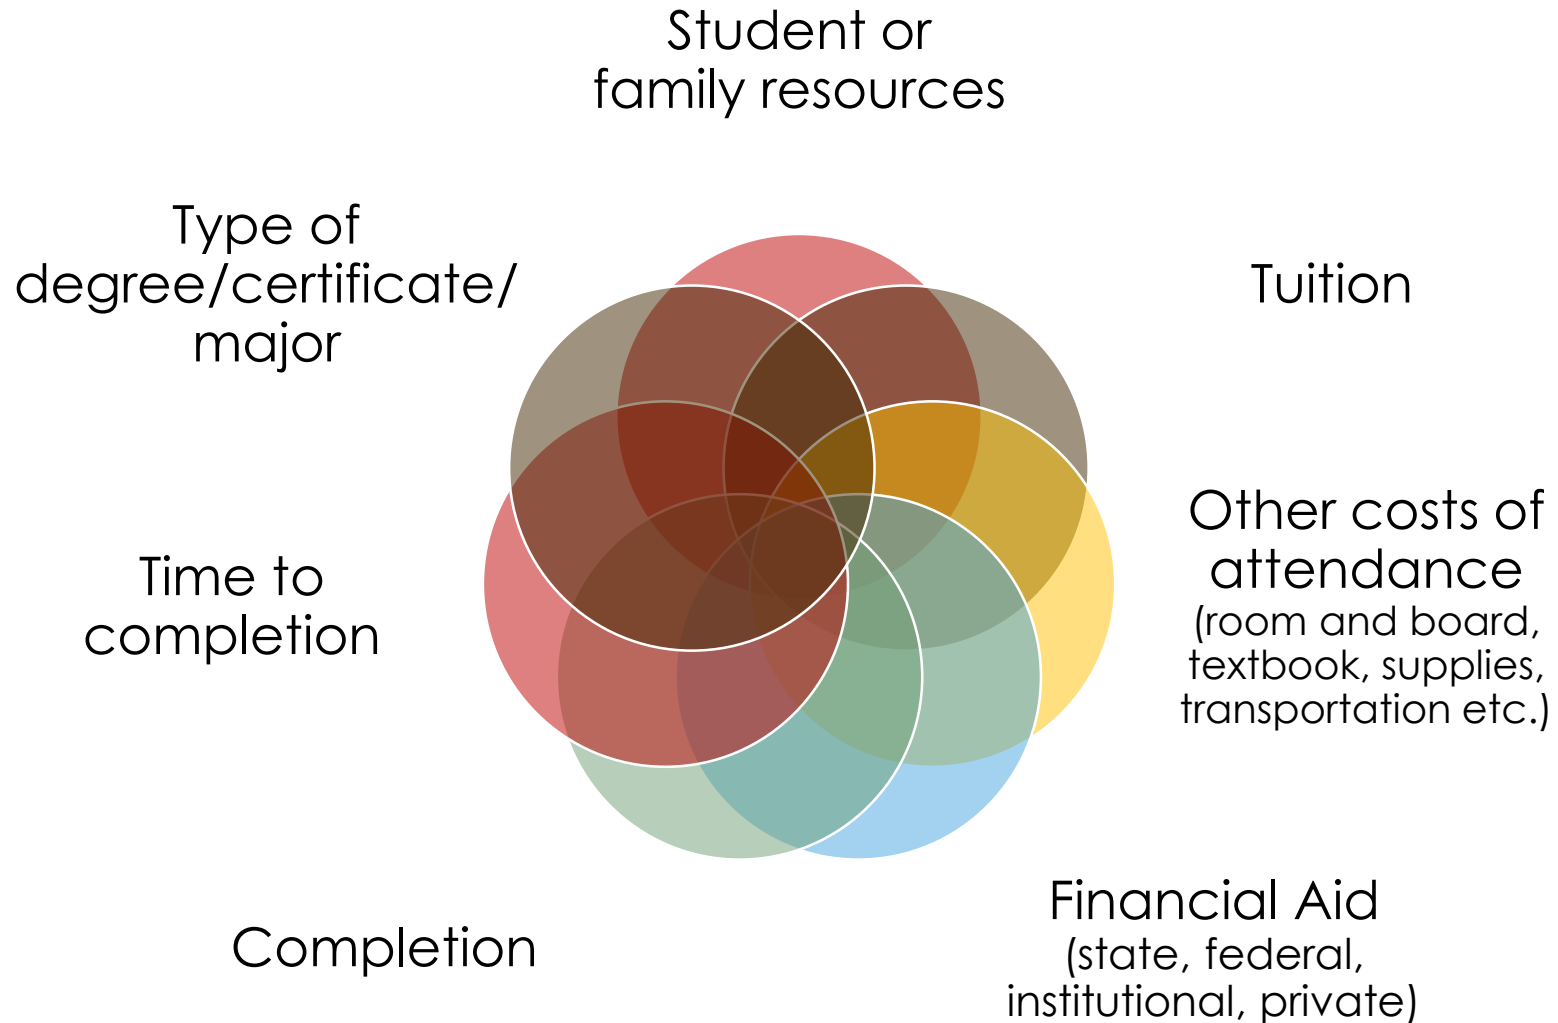 Student or
family resources
Type of
degree/certificate/
major
Tuition
Other costs of
attendance
(room and board,
textbook, supplies,
transportation etc.)
Time to
completion
Financial Aid
(state, federal,
institutional, private)
Completion